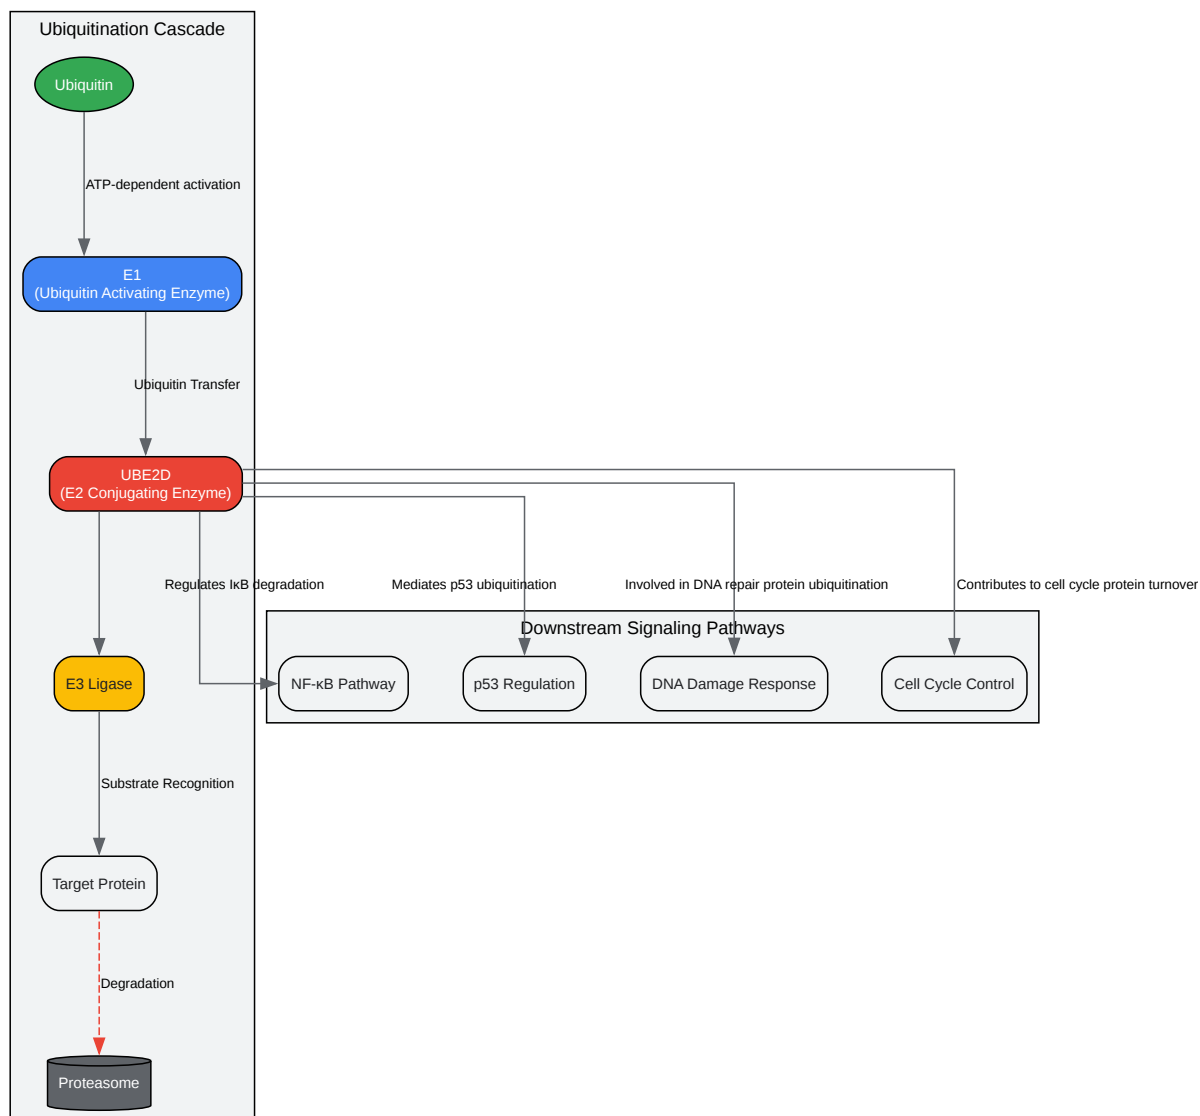 Ubiquitination Cascade
Ubiquitin
ATP-dependent activation
E1
(Ubiquitin Activating Enzyme)
Ubiquitin Transfer
UBE2D
(E2 Conjugating Enzyme)
Regulates IκB degradation
Mediates p53 ubiquitination
Involved in DNA repair protein ubiquitination
Contributes to cell cycle protein turnover
Downstream Signaling Pathways
E3 Ligase
NF-κB Pathway
p53 Regulation
DNA Damage Response
Cell Cycle Control
Substrate Recognition
Target Protein
Degradation
Proteasome